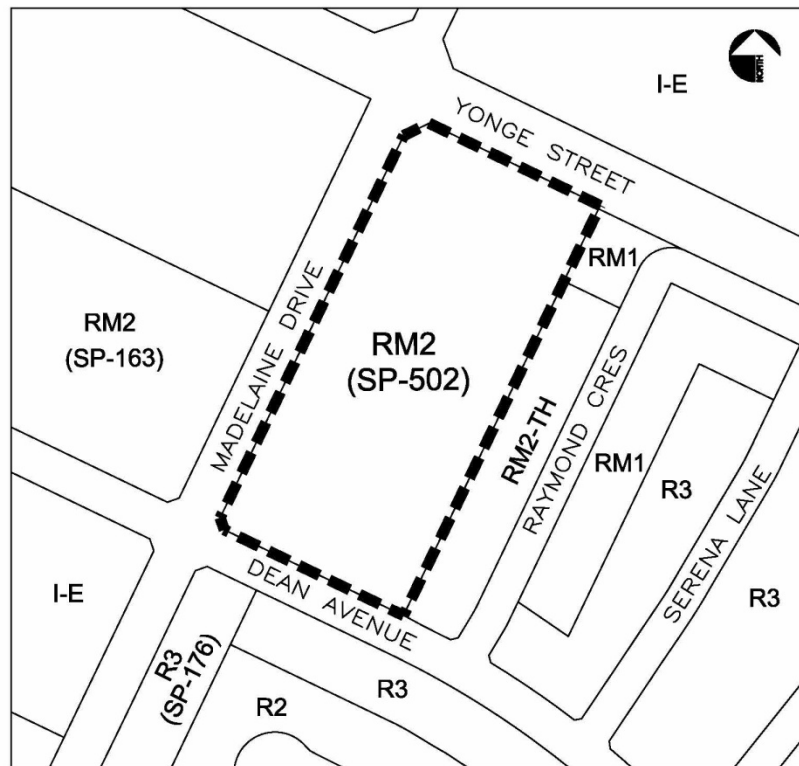 NORTH
I-E
YONGE STREET
RM1
RM2
(SP-163)
MADELAINE DRIVE
RM2
(SP-502)
RM2-TH
RAYMOND CRES
RM1
R3
SERENA LANE
R3
I-E
DEAN AVENUE
R3
(SP-176)
R3
R2